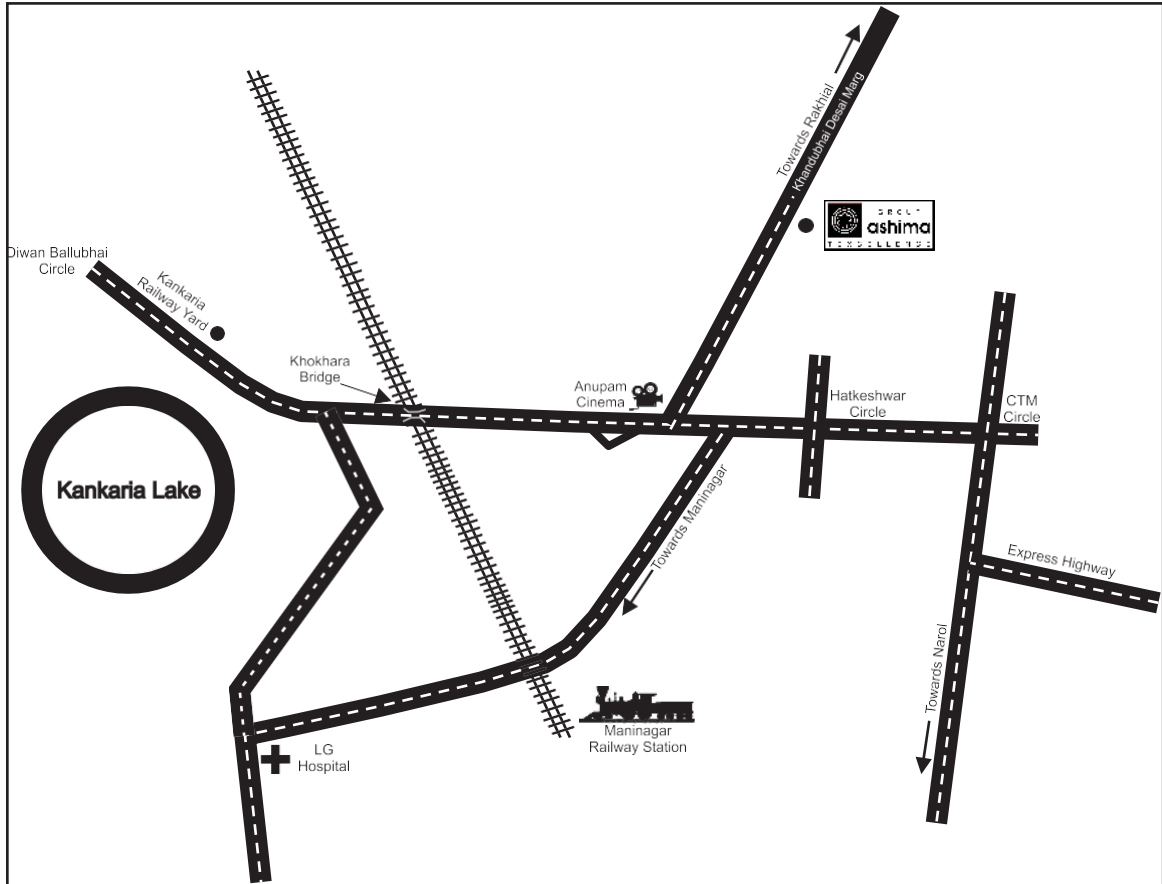 Towards Rakhial
Khandubhai Desai Marg
ashima
TEXCELLENCE
Diwan Ballubhai
Circle
Kankaria
Railway Yard
Khokhara
Bridge
Anupam
Cinema
Hatkeshwar
Circle
CTM
Circle
Kankaria Lake
Towards Maninagar
Express Highway
Towards Narol
Maninagar
Railway Station
LG
Hospital